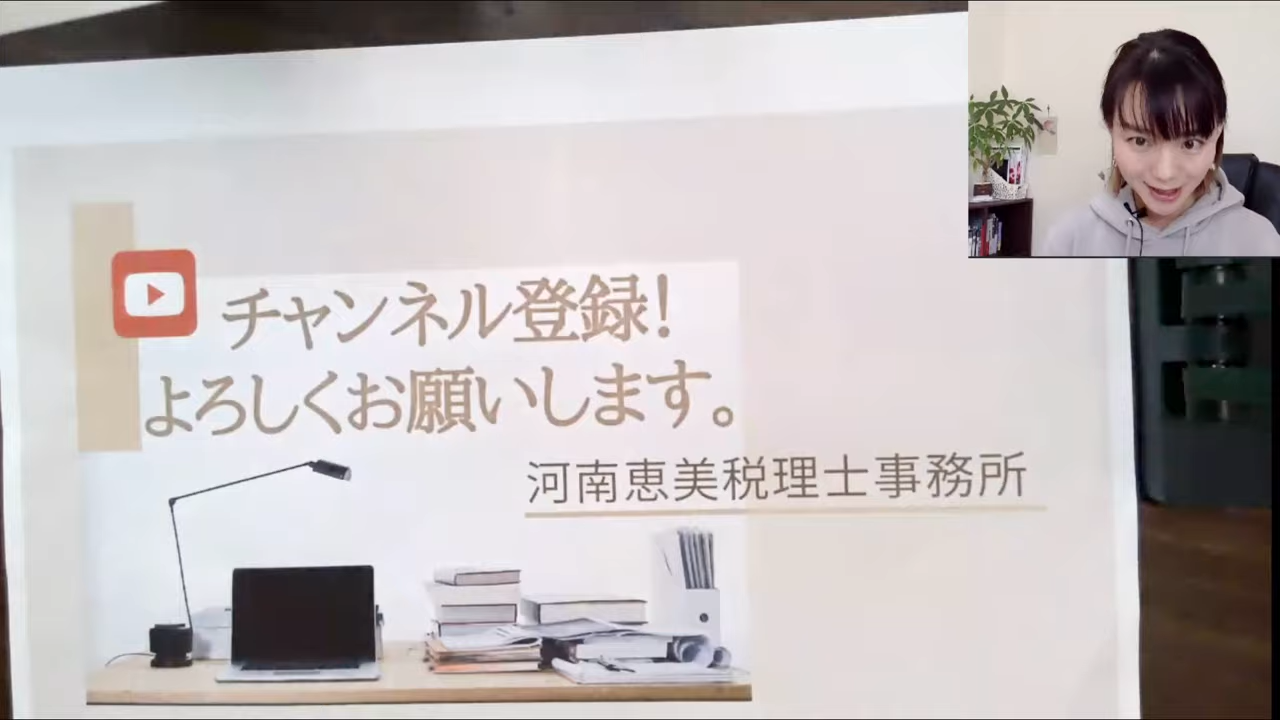 チャンネル登録!
よろしくお願いします。
河南恵美税理士事務所